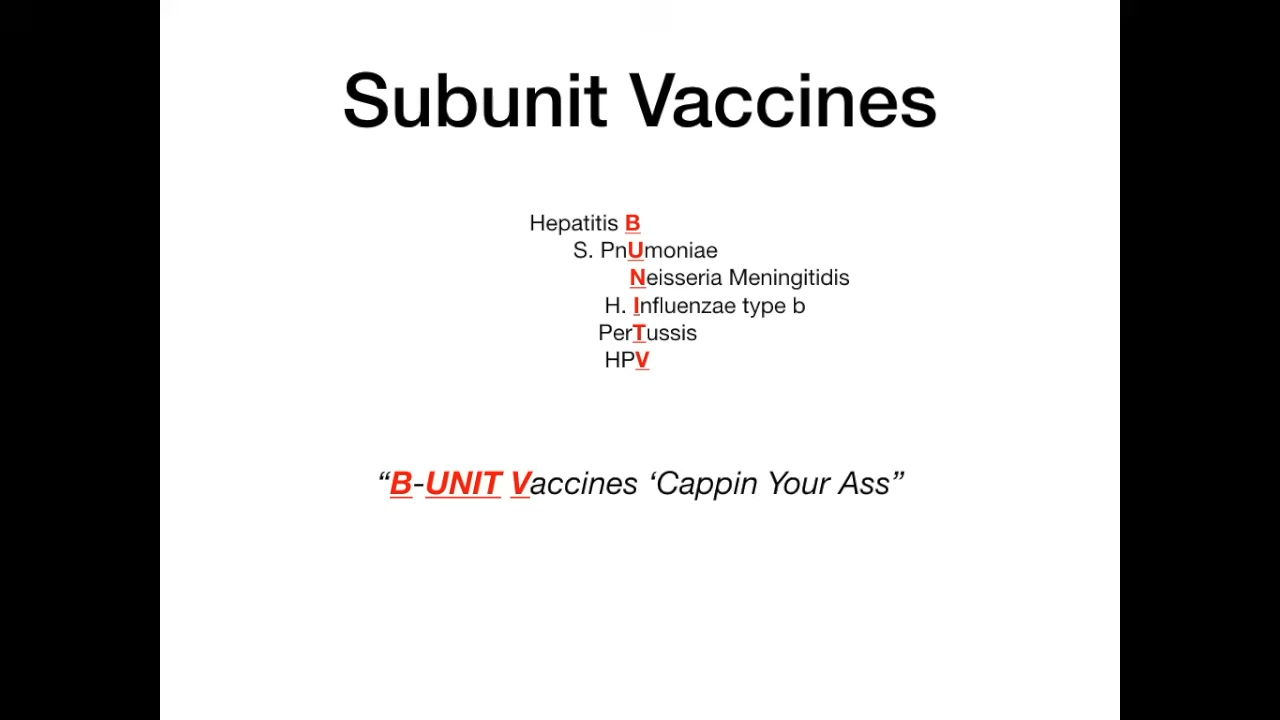 Subunit Vaccines
Hepatitis B
S. PnUmoniae
Neisseria Meningitidis
H. Influenzae type b
PerTussis
HPV
“B-UNIT Vaccines ‘Cappin Your Ass”